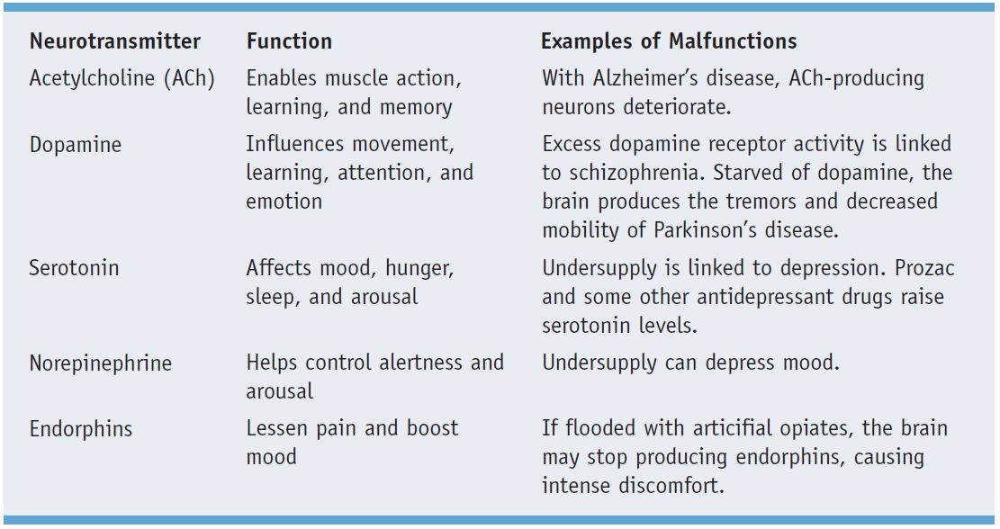 Neurotransmitter Function Examples of Malfunctions
Acetylcholine (ACh) Enables muscle action, With Alzheimer’s disease, ACh-producing
learning, and memory neurons deteriorate.
Dopamine Influences movement, Excess dopamine receptor activity is linked
learning, attention, and to schizophrenia. Starved of dopamine, the
emotion brain produces the tremors and decreased
mobility of Parkinson’s disease.
Serotonin Affects mood, hunger, Undersupply is linked to depression. Prozac
sleep, and arousal and some other antidepressant drugs raise
serotonin levels.
Norepinephrine Helps control alertness and Undersupply can depress mood.
arousal
Endorphins Lessen pain and boost If flooded with articifial opiates, the brain
mood may stop producing endorphins, causing
intense discomfort.